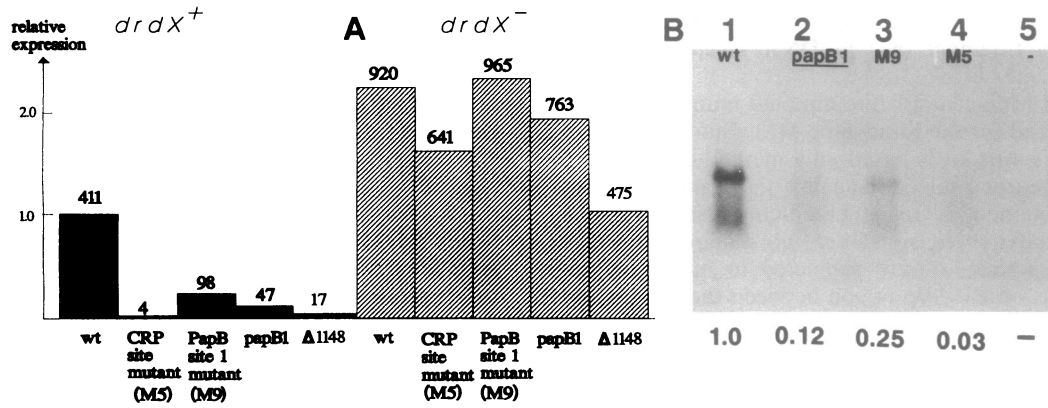 relative
expression
drdX+
A
drdX−
B
1 2 3 4 5
wt papB1 M9 M5 -
2.0
1.0
411
4
98
47
17
920
641
965
763
475
wt
CRP
site
mutant
(M5)
PapB
site 1
mutant
(M9)
papB1
Δ1148
wt
CRP
site
mutant
(M5)
PapB
site 1
mutant
(M9)
papB1
Δ1148
1.0 0.12 0.25 0.03 −